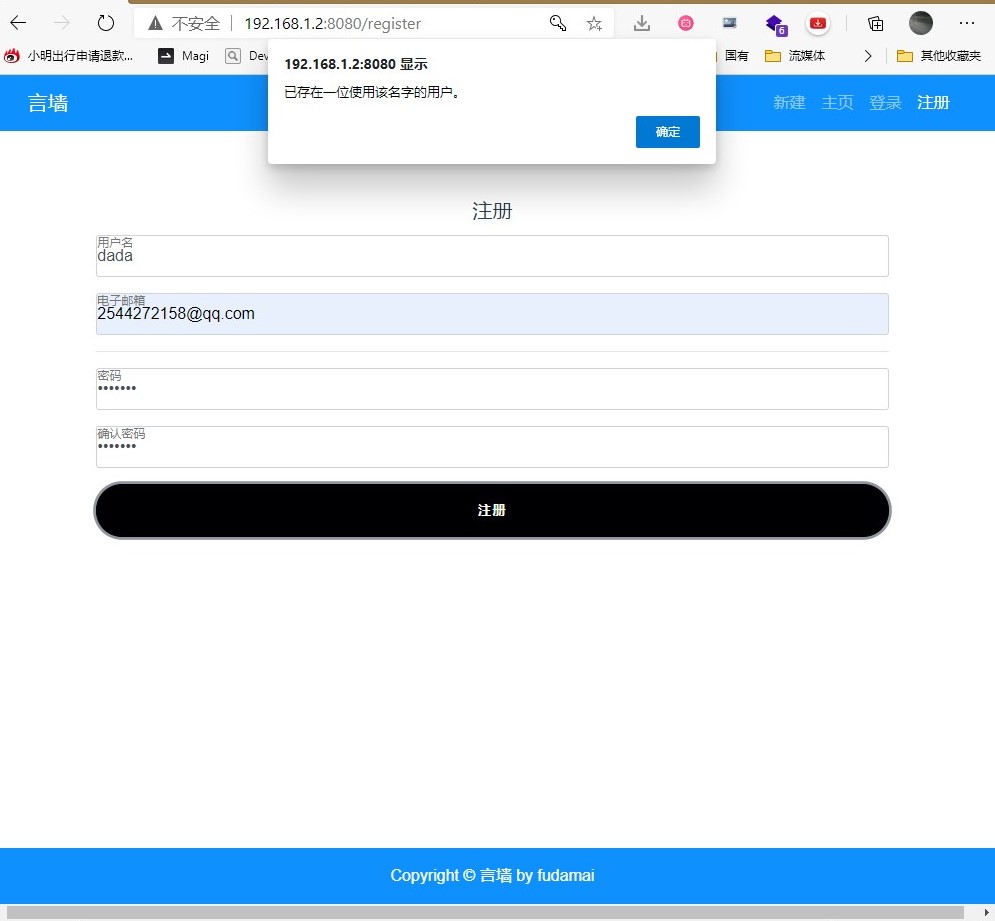 不安全
192.168.1.2:8080/register
6
小明出行申请退款...
Magi
Dev
国有
流媒体
其他收藏夹
192.168.1.2:8080 显示
已存在一位使用该名字的用户。
确定
言墙
新建 主页 登录 注册
注册
用户名
dada
电子邮箱
2544272158@qq.com
密码
•••••••
确认密码
•••••••
注册
Copyright © 言墙 by fudamai